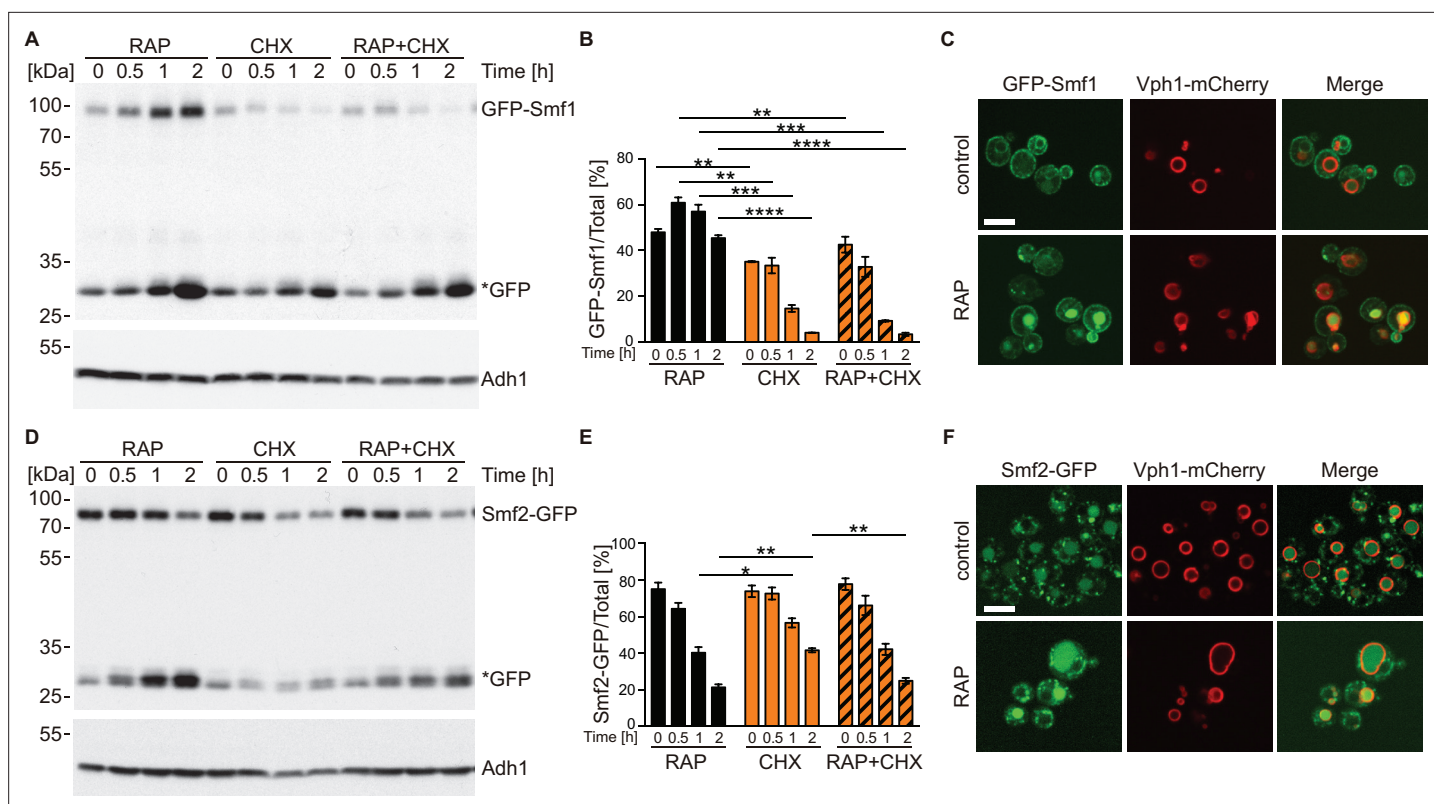 A
RAP CHX RAP+CHX
[kDa] 0 0.5 1 2 0 0.5 1 2 0 0.5 1 2 Time [h]
100- GFP-Smf1
70-
55-
35-
*GFP
25-
55-
Adh1
B
** 
***
****
80 **
**
60 ***
****
40
20
0
GFP-Smf1/Total [%]
Time [h] 0 0.5 1 2 0 0.5 1 2 0 0.5 1 2
RAP CHX RAP+CHX
C
GFP-Smf1 Vph1-mCherry Merge
control
RAP
D
RAP CHX RAP+CHX
[kDa] 0 0.5 1 2 0 0.5 1 2 0 0.5 1 2 Time [h]
100-
Smf2-GFP
70-
55-
35-
*GFP
25-
55-
Adh1
E
100
** **
80 *
60
40
20
0
Smf2-GFP/Total [%]
Time [h] 0 0.5 1 2 0 0.5 1 2 0 0.5 1 2
RAP CHX RAP+CHX
F
Smf2-GFP Vph1-mCherry Merge
control
RAP